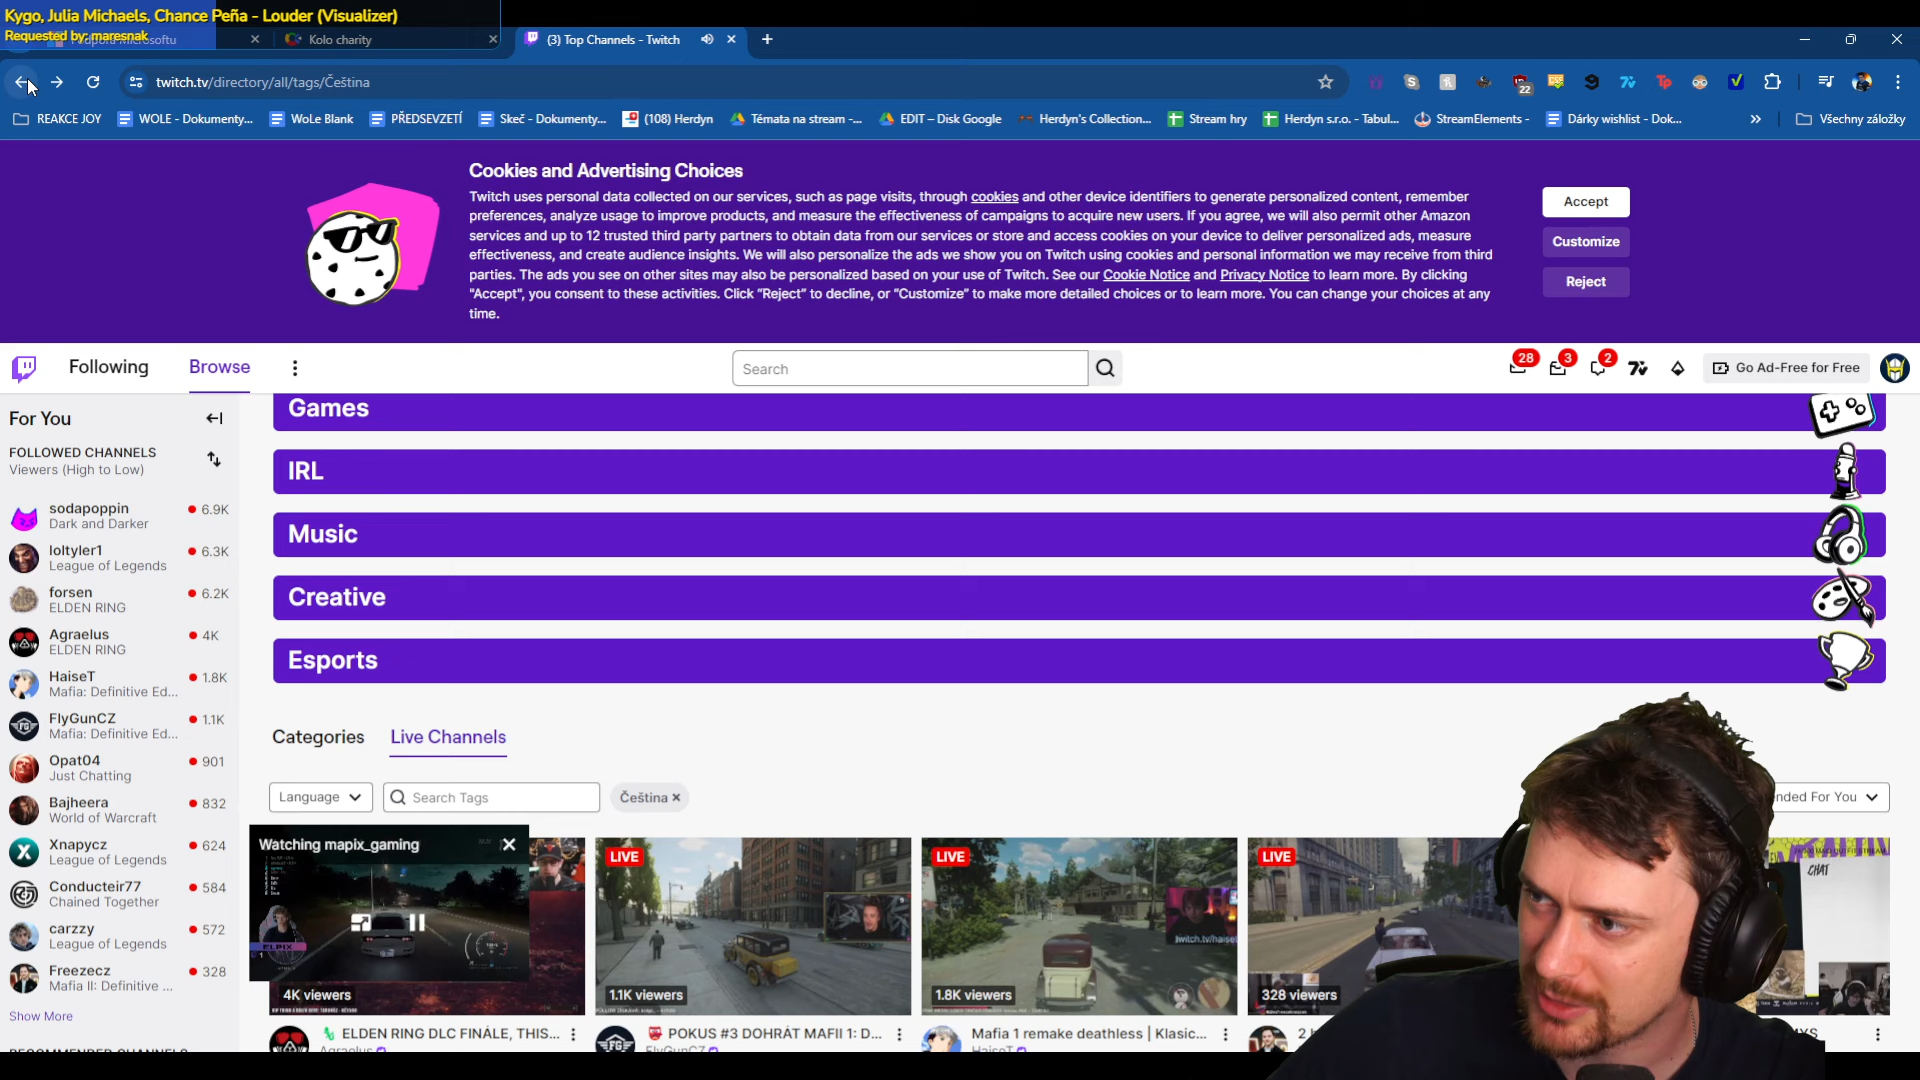 Kygo, Julia Michaels, Chance Peña - Louder (Visualizer)
Requested by: maresnak
Podpora Microsoftu
Kolo charity
(3) Top Channels - Twitch
twitch.tv/directory/all/tags/Čeština
22
REAKCE JOY
WOLE - Dokumenty...
WoLe Blank
PŘEDSEVZETÍ
Skeč - Dokumenty...
(108) Herdyn
Témata na stream -...
EDIT – Disk Google
Herdyn's Collection...
Stream hry
Herdyn s.r.o. - Tabul...
StreamElements -
Dárky wishlist - Dok...
Všechny záložky
Cookies and Advertising Choices
Twitch uses personal data collected on our services, such as page visits, through cookies and other device identifiers to generate personalized content, remember
preferences, analyze usage to improve products, and measure the effectiveness of campaigns to acquire new users. If you agree, we will also permit other Amazon
services and up to 12 trusted third party partners to obtain data from our services or store and access cookies on your device to deliver personalized ads, measure
effectiveness, and create audience insights. We will also personalize the ads we show you on Twitch using cookies and personal information we may receive from third
parties. The ads you see on other sites may also be personalized based on your use of Twitch. See our Cookie Notice and Privacy Notice to learn more. By clicking
"Accept", you consent to these activities. Click "Reject" to decline, or "Customize" to make more detailed choices or to learn more. You can change your choices at any
time.
Accept
Customize
Reject
Following
Browse
Search
28
3
2
Go Ad-Free for Free
For You
FOLLOWED CHANNELS
Viewers (High to Low)
sodapoppin
Dark and Darker
6.9K
loltyler1
League of Legends
6.3K
forsen
ELDEN RING
6.2K
Agraelus
ELDEN RING
4K
HaiseT
Mafia: Definitive Ed...
1.8K
FlyGunCZ
Mafia: Definitive Ed...
1.1K
Opat04
Just Chatting
901
Bajheera
World of Warcraft
832
Xnapycz
League of Legends
624
Conducteir77
Chained Together
584
carzzy
League of Legends
572
Freezecz
Mafia II: Definitive ...
328
Show More
Games
IRL
Music
Creative
Esports
Categories
Live Channels
Language
Search Tags
Čeština
nded For You
Watching mapix_gaming
4K viewers
LIVE
1.1K viewers
LIVE
twitch.tv/haiset
1.8K viewers
LIVE
328 viewers
CHAT
ELDEN RING DLC FINÁLE, THIS...
Agraelus
POKUS #3 DOHRÁT MAFII 1: D...
FlyGunCZ
Mafia 1 remake deathless | Klasic...
HaiseT